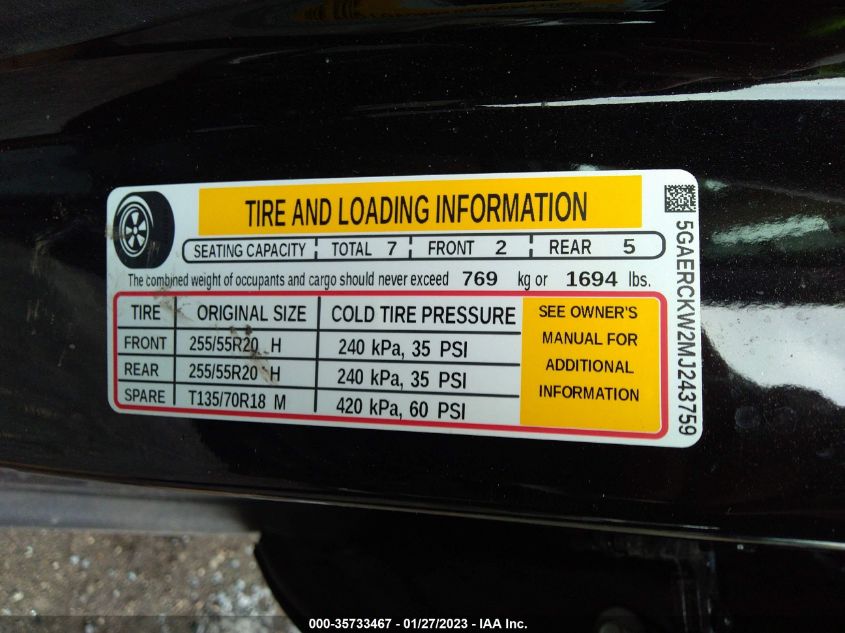 TIRE AND LOADING INFORMATION
SEATING CAPACITY TOTAL 7 FRONT 2 REAR 5
The combined weight of occupants and cargo should never exceed 769 kg or 1694 lbs.
TIRE ORIGINAL SIZE COLD TIRE PRESSURE
FRONT 255/55R20 H 240 kPa, 35 PSI
REAR 255/55R20 H 240 kPa, 35 PSI
SPARE T135/70R18 M 420 kPa, 60 PSI
SEE OWNER'S
MANUAL FOR
ADDITIONAL
INFORMATION
5GAERCKW2MJ243759
000-35733467 - 01/27/2023 - IAA Inc.